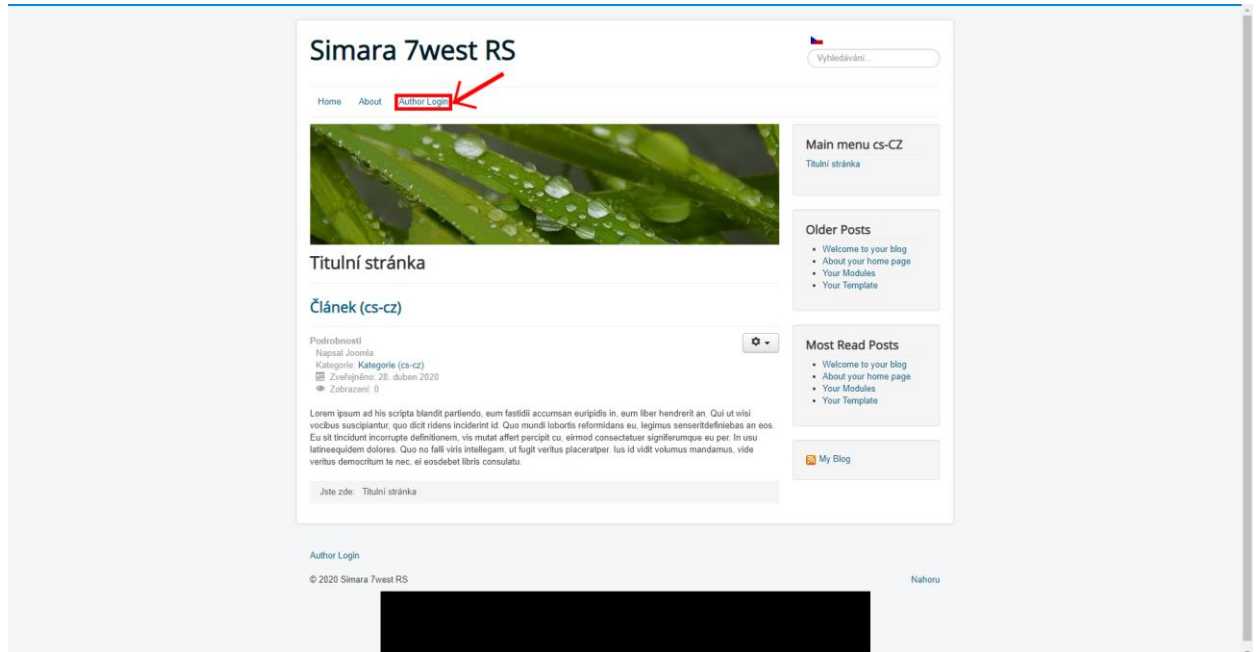 Simara 7west RS
Vyhledávání...
Home About Author Login
Titulní stránka
Článek (cs-cz)
Podrobnosti
Napsal Joomla
Kategorie: Kategorie (cs-cz)
Zveřejněno: 28. duben 2020
Zobrazení: 0
Lorem ipsum ad his scripta blandit partiendo, eum fastidii accumsan euripidis in, eum liber hendrerit an. Qui ut wisi
vocibus suscipiantur, quo dicit ridens inciderint id. Quo mundi lobortis reformidans eu, legimus senseritdefiniebas an eos.
Eu sit tincidunt incorrupte definitionem, vis mutat affert percipit cu, eirmod consectetuer signiferumque eu per. In usu
latineequidem dolores. Quo no falli viris intellegam, ut fugit veritus placeratper. Ius id vidit volumus mandamus, vide
veritus democritum te nec, ei eosdebet libris consulatu.
Jste zde: Titulní stránka
Main menu cs-CZ
Titulní stránka
Older Posts
Welcome to your blog
About your home page
Your Modules
Your Template
Most Read Posts
Welcome to your blog
About your home page
Your Modules
Your Template
My Blog
Author Login
© 2020 Simara 7west RS
Nahoru